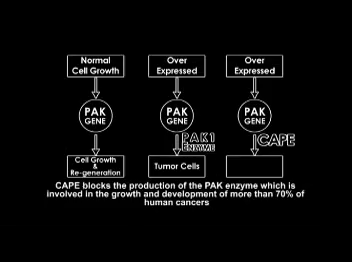 Normal
Cell Growth
Over
Expressed
Over
Expressed
PAK
GENE
PAK
GENE
PAK
GENE
PAK1
ENZYME
CAPE
Cell Growth
&
Re-generation
Tumor Cells
CAPE blocks the production of the PAK enzyme which is
involved in the growth and development of more than 70% of
human cancers